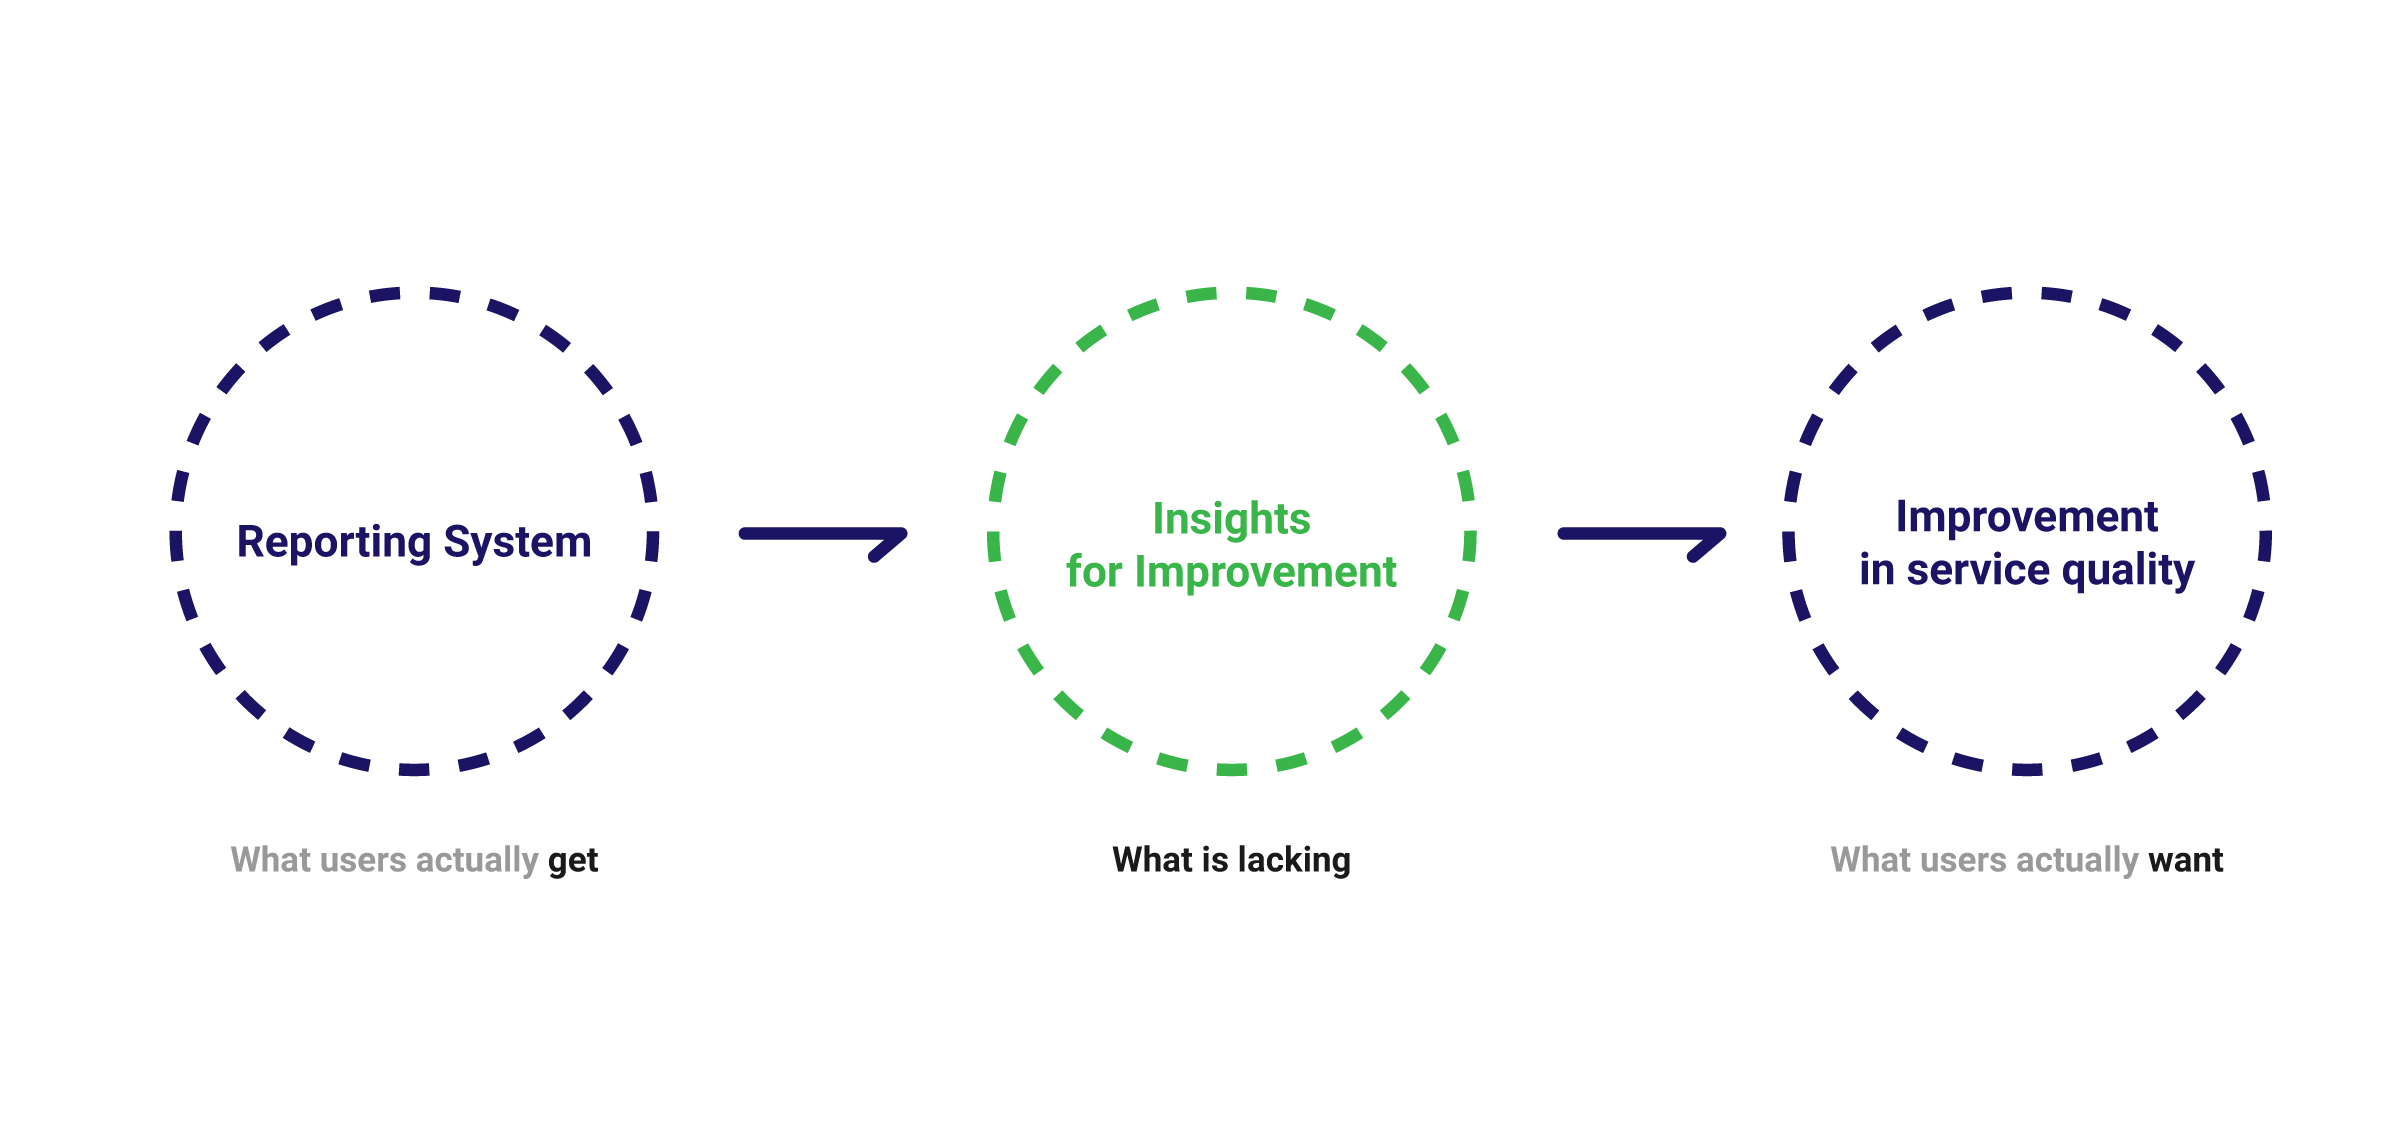 Reporting System
Insights
for Improvement
Improvement
in service quality
What users actually get
What is lacking
What users actually want